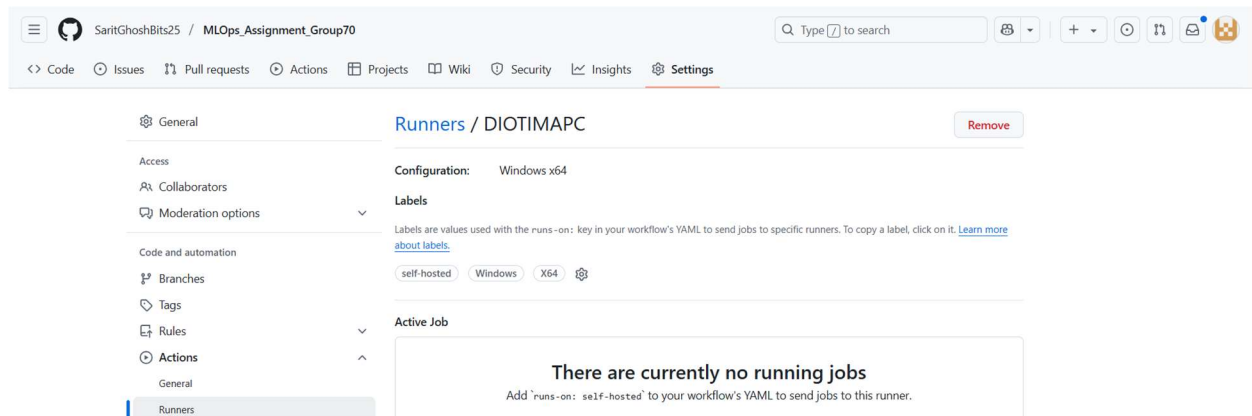 SaritGhoshBits25 / MLOps_Assignment_Group70
Type / to search
Code Issues Pull requests Actions Projects Wiki Security Insights Settings
General
Access
Collaborators
Moderation options
Code and automation
Branches
Tags
Rules
Actions
General
Runners
Runners / DIOTIMAPC
Remove
Configuration: Windows x64
Labels
Labels are values used with the runs-on: key in your workflow's YAML to send jobs to specific runners. To copy a label, click on it. Learn more
about labels.
self-hosted Windows X64
Active Job
There are currently no running jobs
Add `runs-on: self-hosted` to your workflow's YAML to send jobs to this runner.